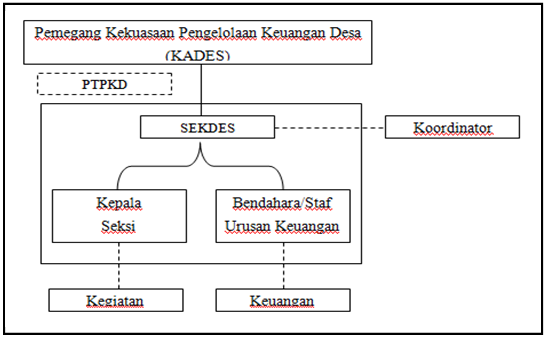 Pemegang Kekuasaan Pengelolaan Keuangan Desa
(KADES)
PTPKD
SEKDES
Koordinator
Kepala
Seksi
Bendahara/Staf
Urusan Keuangan
Kegiatan
Keuangan